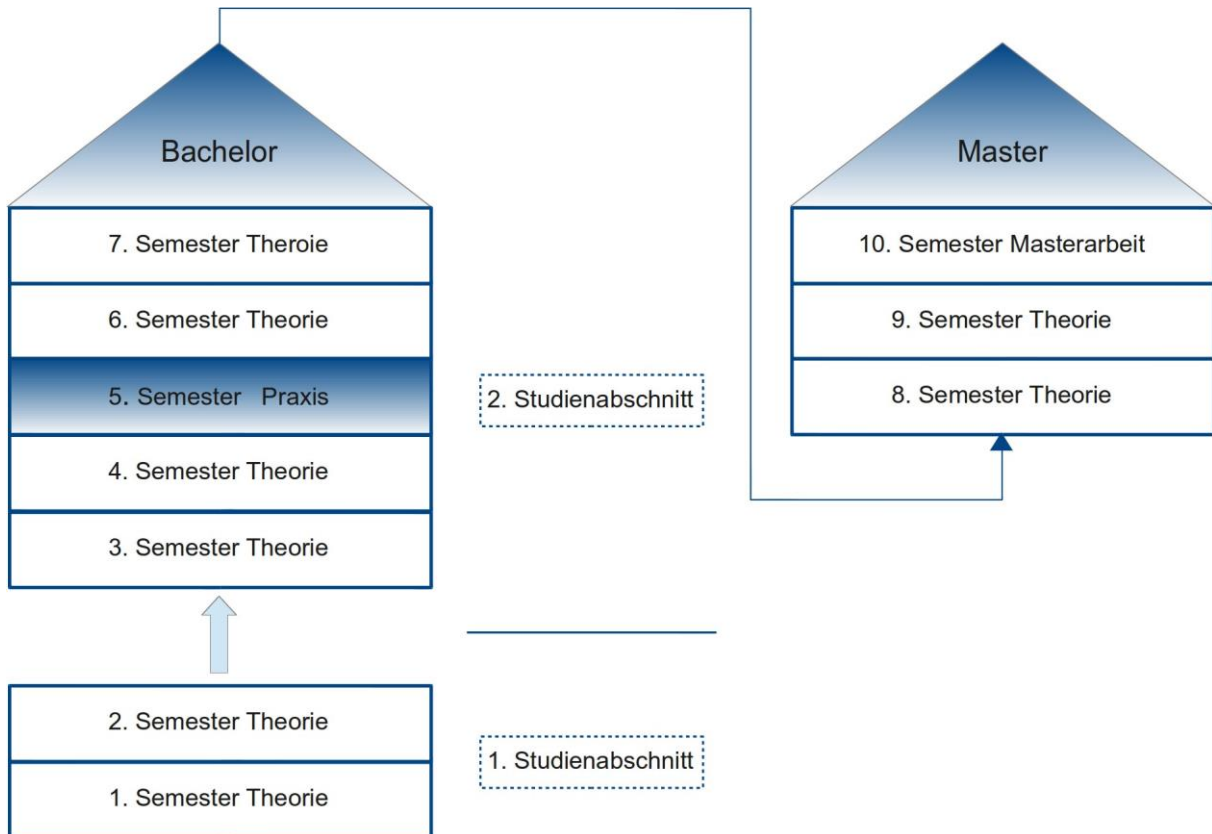 Bachelor
7. Semester Theroie
6. Semester Theorie
5. Semester Praxis
4. Semester Theorie
3. Semester Theorie
2. Studienabschnitt
2. Semester Theorie
1. Semester Theorie
1. Studienabschnitt
Master
10. Semester Masterarbeit
9. Semester Theorie
8. Semester Theorie